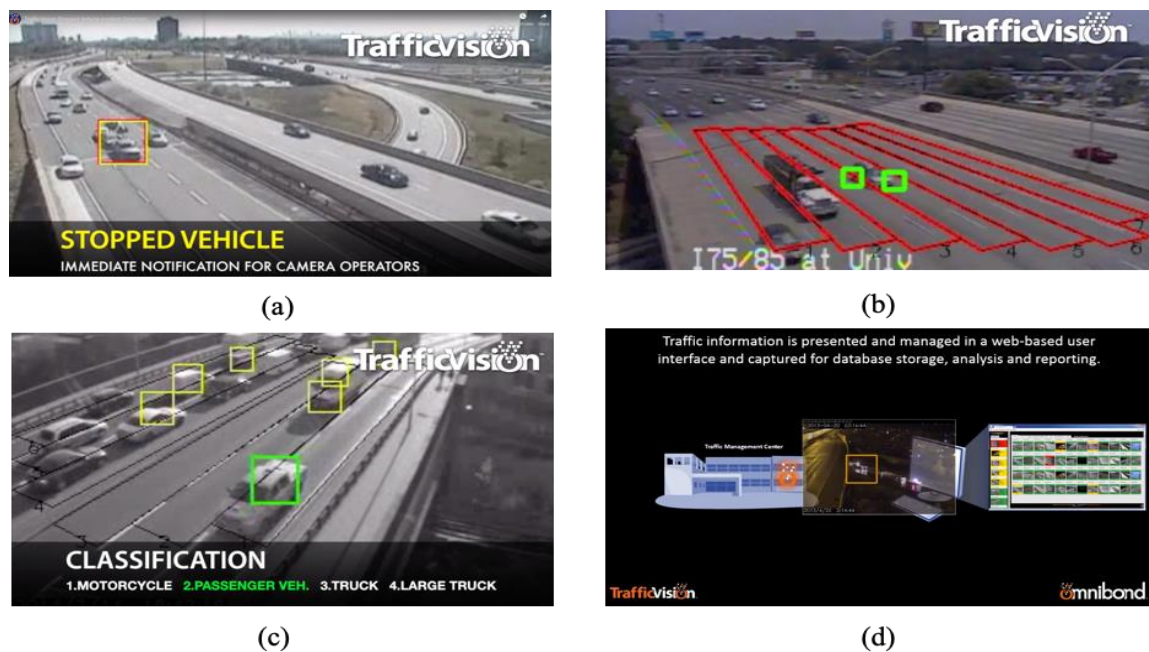 TrafficVision
STOPPED VEHICLE
IMMEDIATE NOTIFICATION FOR CAMERA OPERATORS
(a)
TrafficVision
1 2 3 4 5 6 7
I75/85 at Univ
(b)
TrafficVision
CLASSIFICATION
1.MOTORCYCLE 2.PASSENGER VEH. 3.TRUCK 4.LARGE TRUCK
(c)
Traffic information is presented and managed in a web-based user
interface and captured for database storage, analysis and reporting.
Traffic Management Center
TrafficVision
omnibond
(d)